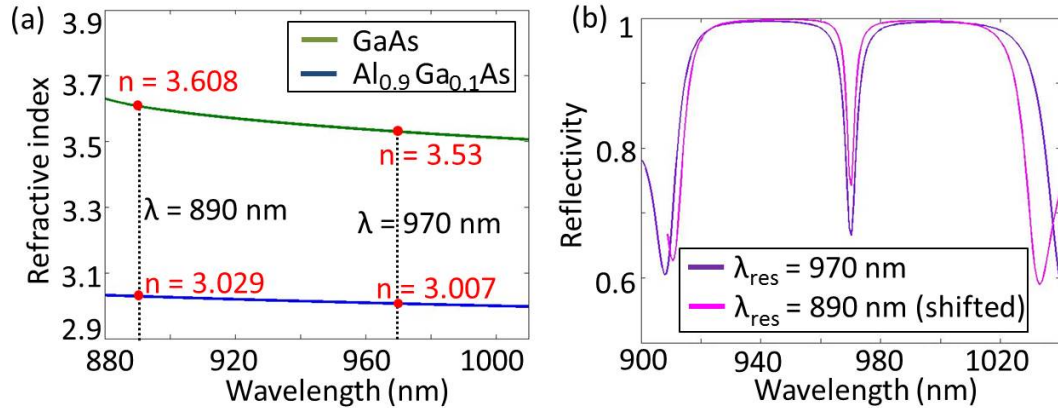 (a)
3.9
3.7
3.5
3.3
3.1
2.9
Refractive index
GaAs
Al0.9 Ga0.1As
n = 3.608
n = 3.53
λ = 890 nm
λ = 970 nm
n = 3.029
n = 3.007
880 920 960 1000
Wavelength (nm)
(b)
1
0.8
0.6
Reflectivity
λres = 970 nm
λres = 890 nm (shifted)
900 940 980 1020
Wavelength (nm)